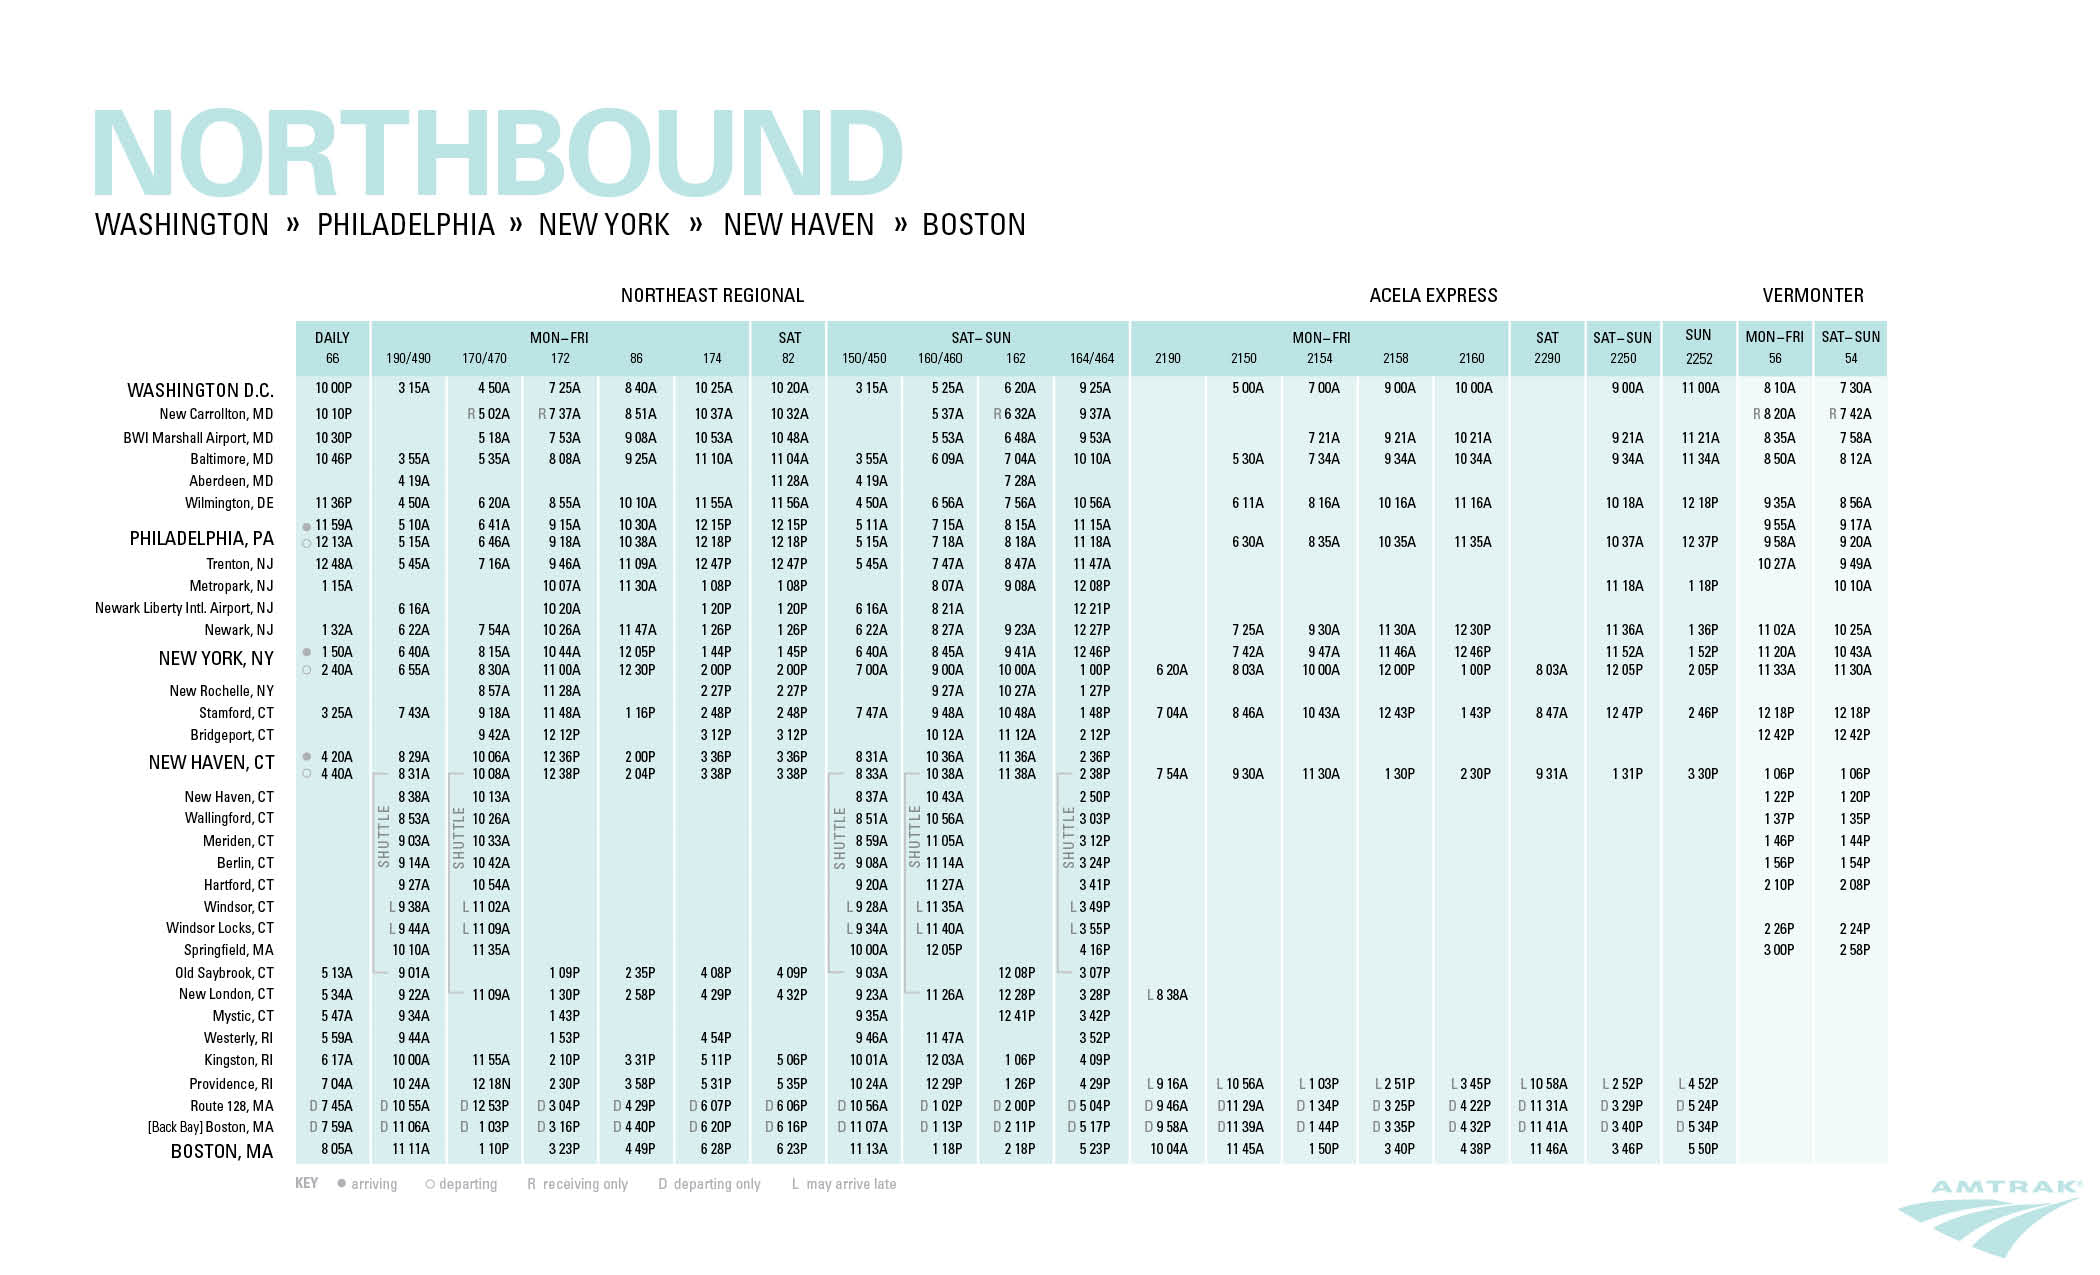 NORTHBOUND
WASHINGTON » PHILADELPHIA » NEW YORK » NEW HAVEN » BOSTON
NORTHEAST REGIONAL ACELA EXPRESS VERMONTER
DAILY MON–FRI SAT SAT–SUN MON–FRI SAT SAT–SUN SUN MON–FRI SAT–SUN
66 190/490 170/470 172 86 174 82 150/450 160/460 162 164/464 2190 2150 2154 2158 2160 2290 2250 2252 56 54
WASHINGTON D.C. 10 00P 3 15A 4 50A 7 25A 8 40A 10 25A 10 20A 3 15A 5 25A 6 20A 9 25A 5 00A 7 00A 9 00A 10 00A 9 00A 11 00A 8 10A 7 30A
New Carrollton, MD 10 10P R 5 02A R 7 37A 8 51A 10 37A 10 32A 5 37A R 6 32A 9 37A R 8 20A R 7 42A
BWI Marshall Airport, MD 10 30P 5 18A 7 53A 9 08A 10 53A 10 48A 5 53A 6 48A 9 53A 7 21A 9 21A 10 21A 9 21A 11 21A 8 35A 7 58A
Baltimore, MD 10 46P 3 55A 5 35A 8 08A 9 25A 11 10A 11 04A 3 55A 6 09A 7 04A 10 10A 5 30A 7 34A 9 34A 10 34A 9 34A 11 34A 8 50A 8 12A
Aberdeen, MD 4 19A 11 28A 4 19A 7 28A
Wilmington, DE 11 36P 4 50A 6 20A 8 55A 10 10A 11 55A 11 56A 4 50A 6 56A 7 56A 10 56A 6 11A 8 16A 10 16A 11 16A 10 18A 12 18P 9 35A 8 56A
11 59A 5 10A 6 41A 9 15A 10 30A 12 15P 12 15P 5 11A 7 15A 8 15A 11 15A 9 55A 9 17A
PHILADELPHIA, PA 12 13A 5 15A 6 46A 9 18A 10 38A 12 18P 12 18P 5 15A 7 18A 8 18A 11 18A 6 30A 8 35A 10 35A 11 35A 10 37A 12 37P 9 58A 9 20A
Trenton, NJ 12 48A 5 45A 7 16A 9 46A 11 09A 12 47P 12 47P 5 45A 7 47A 8 47A 11 47A 10 27A 9 49A
Metropark, NJ 1 15A 10 07A 11 30A 1 08P 1 08P 8 07A 9 08A 12 08P 11 18A 1 18P 10 10A
Newark Liberty Intl. Airport, NJ 6 16A 10 20A 1 20P 1 20P 6 16A 8 21A 12 21P
Newark, NJ 1 32A 6 22A 7 54A 10 26A 11 47A 1 26P 1 26P 6 22A 8 27A 9 23A 12 27P 7 25A 9 30A 11 30A 12 30P 11 36A 1 36P 11 02A 10 25A
NEW YORK, NY 1 50A 6 40A 8 15A 10 44A 12 05P 1 44P 1 45P 6 40A 8 45A 9 41A 12 46P 7 42A 9 47A 11 46A 12 46P 11 52A 1 52P 11 20A 10 43A
2 40A 6 55A 8 30A 11 00A 12 30P 2 00P 2 00P 7 00A 9 00A 10 00A 1 00P 6 20A 8 03A 10 00A 12 00P 1 00P 8 03A 12 05P 2 05P 11 33A 11 30A
New Rochelle, NY 8 57A 11 28A 2 27P 2 27P 9 27A 10 27A 1 27P
Stamford, CT 3 25A 7 43A 9 18A 11 48A 1 16P 2 48P 2 48P 7 47A 9 48A 10 48A 1 48P 7 04A 8 46A 10 43A 12 43P 1 43P 8 47A 12 47P 2 46P 12 18P 12 18P
Bridgeport, CT 9 42A 12 12P 3 12P 3 12P 10 12A 11 12A 2 12P 12 42P 12 42P
NEW HAVEN, CT 4 20A 8 29A 10 06A 12 36P 2 00P 3 36P 3 36P 8 31A 10 36A 11 36A 2 36P
4 40A 8 31A 10 08A 12 38P 2 04P 3 38P 3 38P 8 33A 10 38A 11 38A 2 38P 7 54A 9 30A 11 30A 1 30P 2 30P 9 31A 1 31P 3 30P 1 06P 1 06P
SHUTTLE SHUTTLE SHUTTLE SHUTTLE SHUTTLE
New Haven, CT 8 38A 10 13A 8 37A 10 43A 2 50P 1 22P 1 20P
Wallingford, CT 8 53A 10 26A 8 51A 10 56A 3 03P 1 37P 1 35P
Meriden, CT 9 03A 10 33A 8 59A 11 05A 3 12P 1 46P 1 44P
Berlin, CT 9 14A 10 42A 9 08A 11 14A 3 24P 1 56P 1 54P
Hartford, CT 9 27A 10 54A 9 20A 11 27A 3 41P 2 10P 2 08P
Windsor, CT L 9 38A L 11 02A L 9 28A L 11 35A L 3 49P
Windsor Locks, CT L 9 44A L 11 09A L 9 34A L 11 40A L 3 55P 2 26P 2 24P
Springfield, MA 10 10A 11 35A 10 00A 12 05P 4 16P 3 00P 2 58P
Old Saybrook, CT 5 13A 9 01A 1 09P 2 35P 4 08P 4 09P 9 03A 12 08P 3 07P
New London, CT 5 34A 9 22A 11 09A 1 30P 2 58P 4 29P 4 32P 9 23A 11 26A 12 28P 3 28P L 8 38A
Mystic, CT 5 47A 9 34A 1 43P 9 35A 12 41P 3 42P
Westerly, RI 5 59A 9 44A 1 53P 4 54P 9 46A 11 47A 3 52P
Kingston, RI 6 17A 10 00A 11 55A 2 10P 3 31P 5 11P 5 06P 10 01A 12 03A 1 06P 4 09P
Providence, RI 7 04A 10 24A 12 18N 2 30P 3 58P 5 31P 5 35P 10 24A 12 29P 1 26P 4 29P L 9 16A L 10 56A L 1 03P L 2 51P L 3 45P L 10 58A L 2 52P L 4 52P
Route 128, MA D 7 45A D 10 55A D 12 53P D 3 04P D 4 29P D 6 07P D 6 06P D 10 56A D 1 02P D 2 00P D 5 04P D 9 46A D 11 29A D 1 34P D 3 25P D 4 22P D 11 31A D 3 29P D 5 24P
[Back Bay] Boston, MA D 7 59A D 11 06A D 1 03P D 3 16P D 4 40P D 6 20P D 6 16P D 11 07A D 1 13P D 2 11P D 5 17P D 9 58A D 11 39A D 1 44P D 3 35P D 4 32P D 11 41A D 3 40P D 5 34P
BOSTON, MA 8 05A 11 11A 1 10P 3 23P 4 49P 6 28P 6 23P 11 13A 1 18P 2 18P 5 23P 10 04A 11 45A 1 50P 3 40P 4 38P 11 46A 3 46P 5 50P
KEY arriving departing R receiving only D departing only L may arrive late
AMTRAK